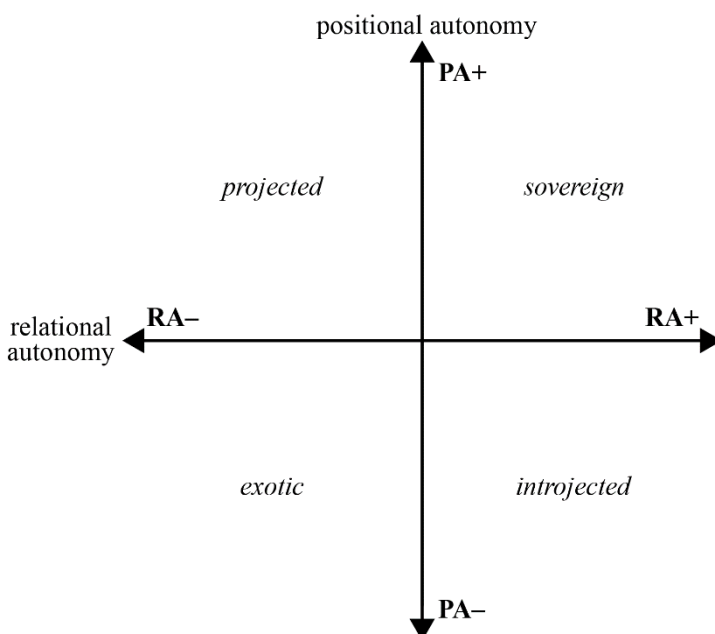 positional autonomy
PA+
projected
sovereign
RA–
RA+
relational
autonomy
exotic
introjected
PA–